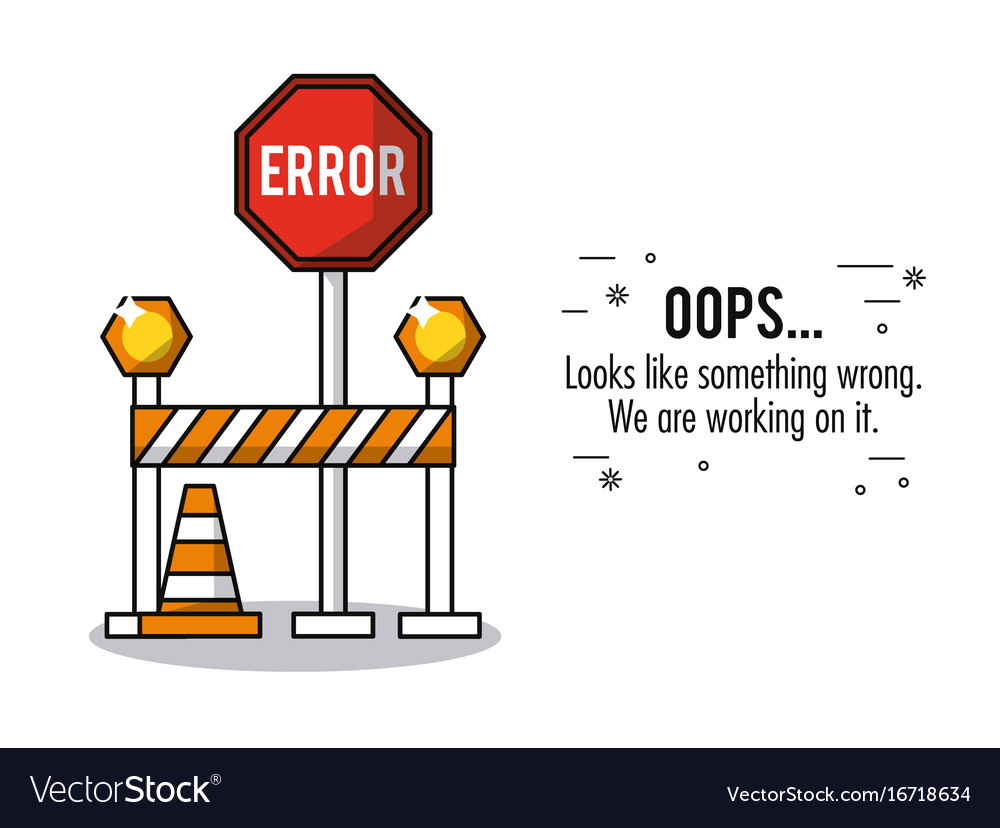 ERROR
OOPS...
Looks like something wrong.
We are working on it.
VectorStock®
VectorStock.com/16718634